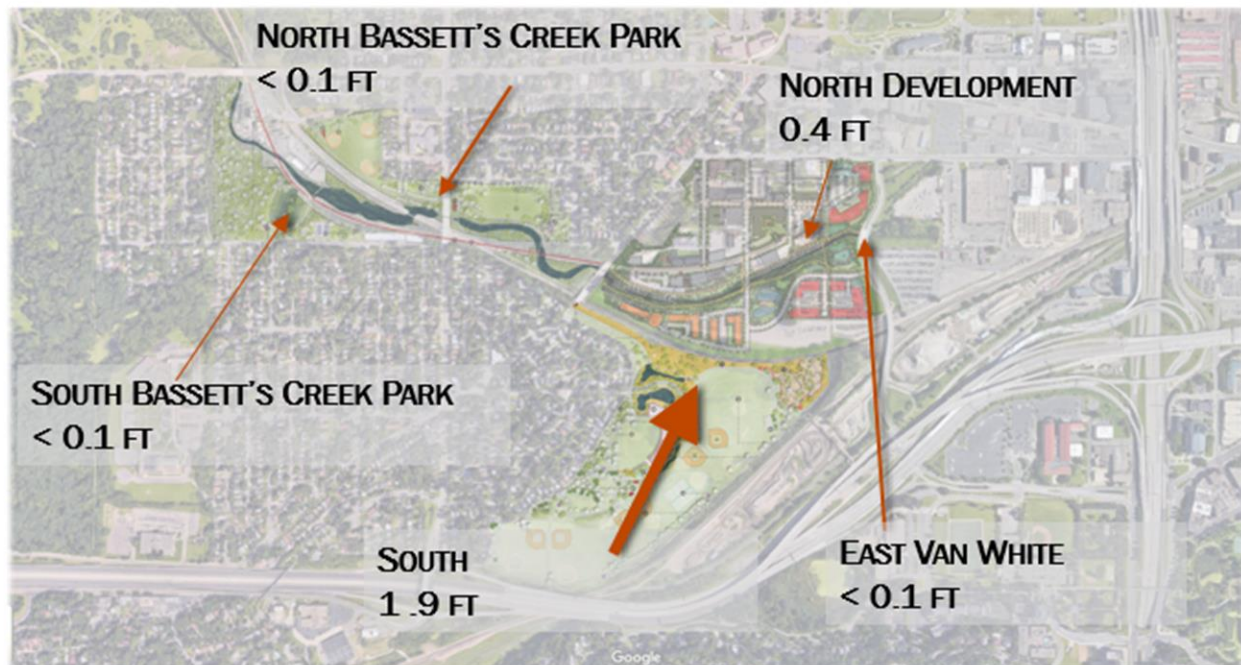 NORTH BASSETT'S CREEK PARK
< 0.1 FT
NORTH DEVELOPMENT
0.4 FT
SOUTH BASSETT'S CREEK PARK
< 0.1 FT
SOUTH
1.9 FT
EAST VAN WHITE
< 0.1 FT
Google